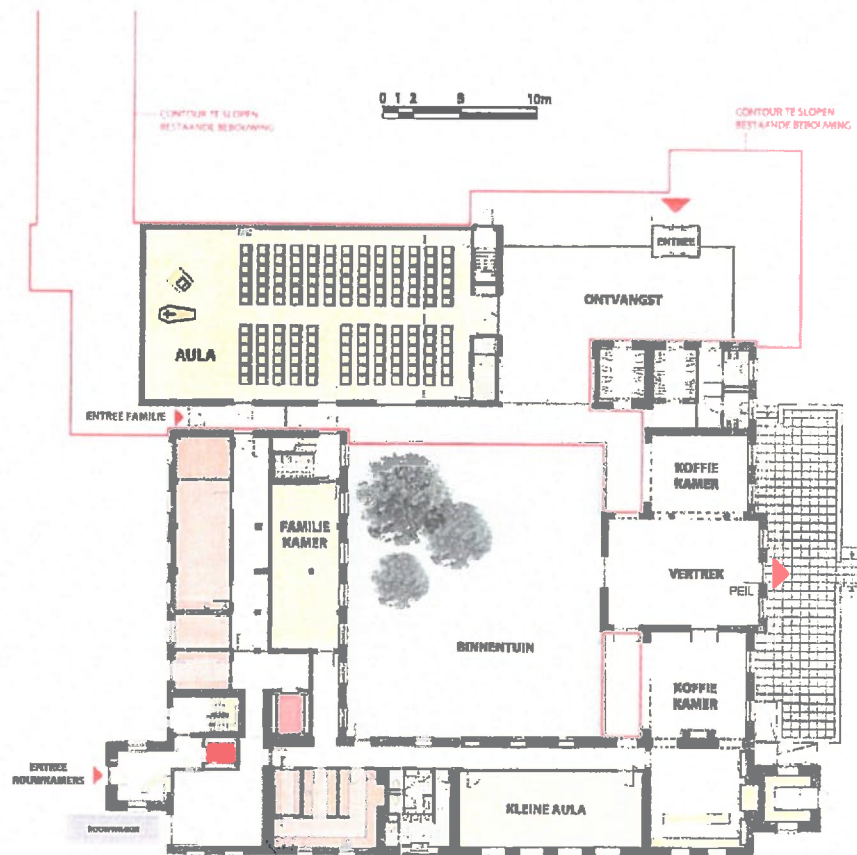 0 1 2 5 10m
CONTOUR TE SLOPEN
BESTAANDE BEBOUWING
CONTOUR TE SLOPEN
BESTAANDE BEBOUWING
ENTREE
ONTVANGST
AULA
ENTREE FAMILIE
KOFFIE
KAMER
FAMILIE
KAMER
VERTREK
PEIL
BINNENTUIN
KOFFIE
KAMER
ENTREE
ROUWKAMERS
KLEINE AULA
ROUWWAGEN